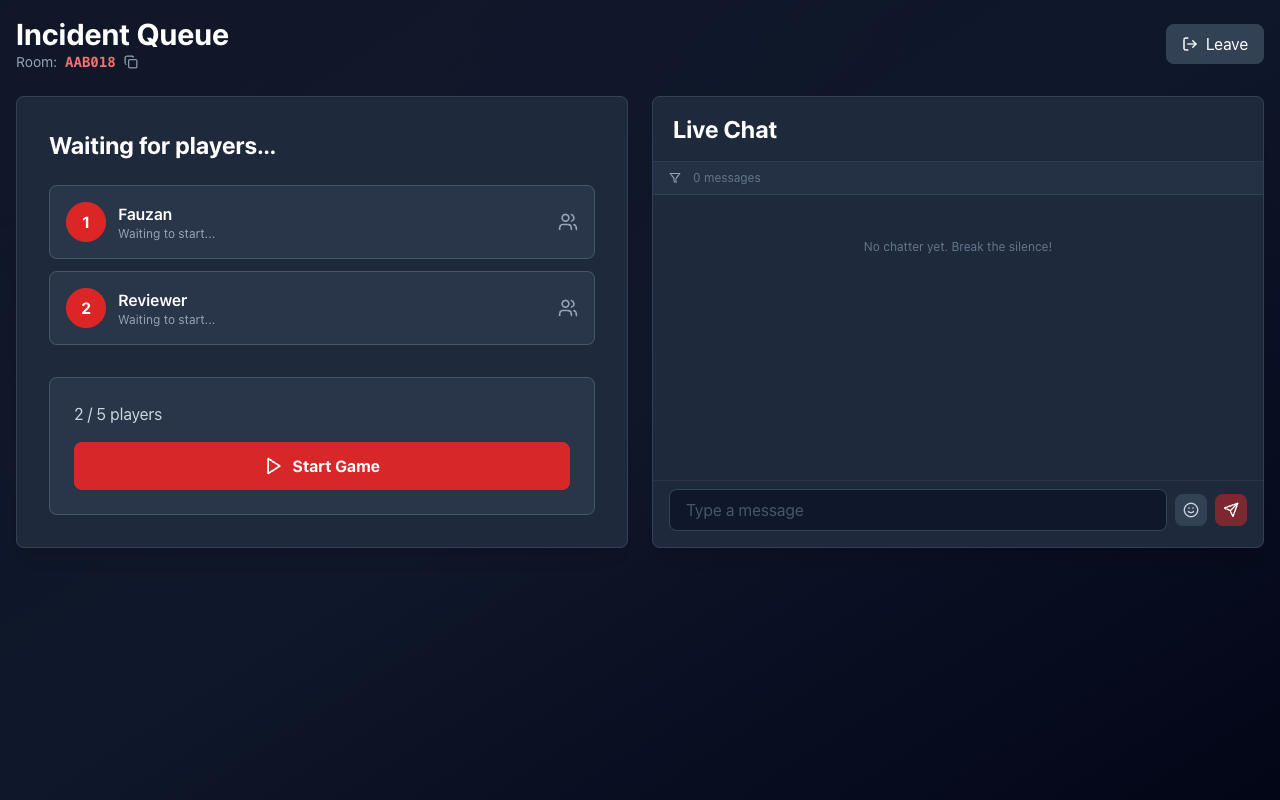 Incident Queue
Room: AAB018
Leave
Waiting for players...
1
Fauzan
Waiting to start...
2
Reviewer
Waiting to start...
2 / 5 players
Start Game
Live Chat
0 messages
No chatter yet. Break the silence!
Type a message